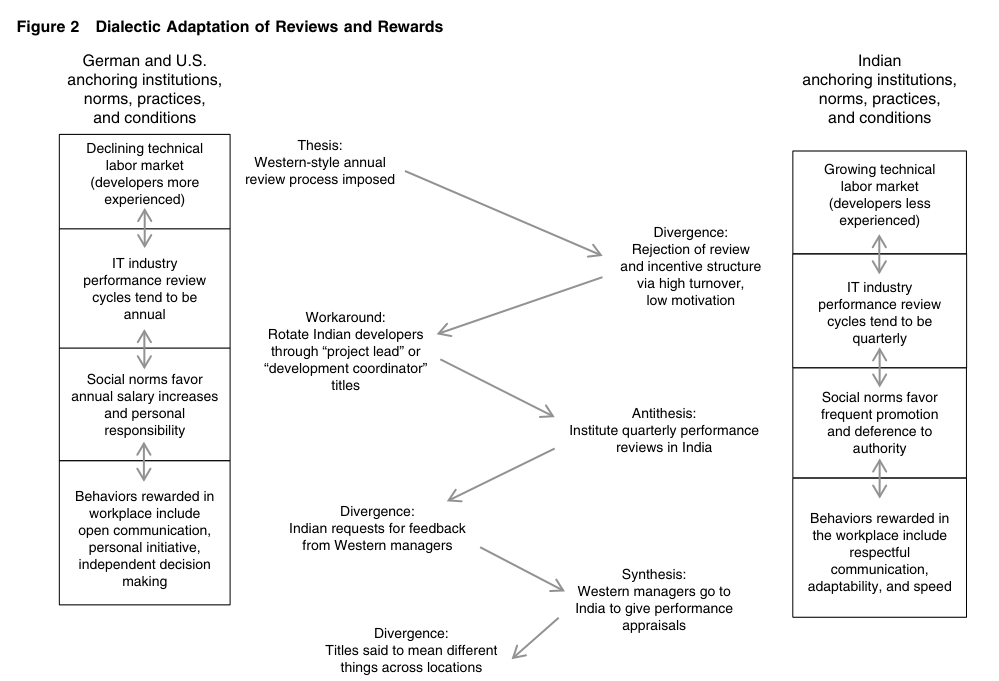 Figure 2 Dialectic Adaptation of Reviews and Rewards
German and U.S.
anchoring institutions,
norms, practices,
and conditions
Declining technical
labor market
(developers more
experienced)
IT industry
performance review
cycles tend to be
annual
Social norms favor
annual salary increases
and personal
responsibility
Behaviors rewarded in
workplace include
open communication,
personal initiative,
independent decision
making
Thesis:
Western-style annual
review process imposed
Divergence:
Rejection of review
and incentive structure
via high turnover,
low motivation
Workaround:
Rotate Indian developers
through “project lead” or
“development coordinator”
titles
Antithesis:
Institute quarterly performance
reviews in India
Divergence:
Indian requests for feedback
from Western managers
Synthesis:
Western managers go to
India to give performance
appraisals
Divergence:
Titles said to mean different
things across locations
Indian
anchoring institutions,
norms, practices,
and conditions
Growing technical
labor market
(developers less
experienced)
IT industry
performance review
cycles tend to be
quarterly
Social norms favor
frequent promotion
and deference to
authority
Behaviors rewarded in
the workplace include
respectful
communication,
adaptability, and speed